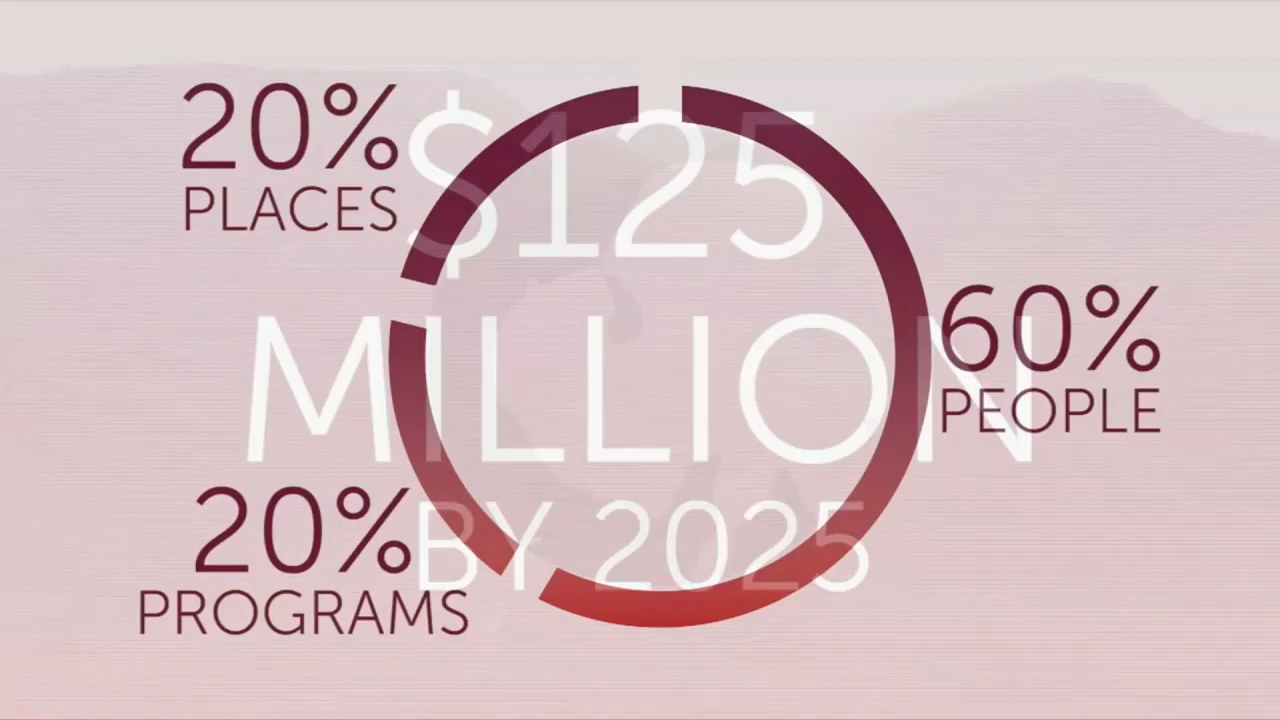 20%
PLACES
$125
MILLION
BY 2025
60%
PEOPLE
20%
PROGRAMS